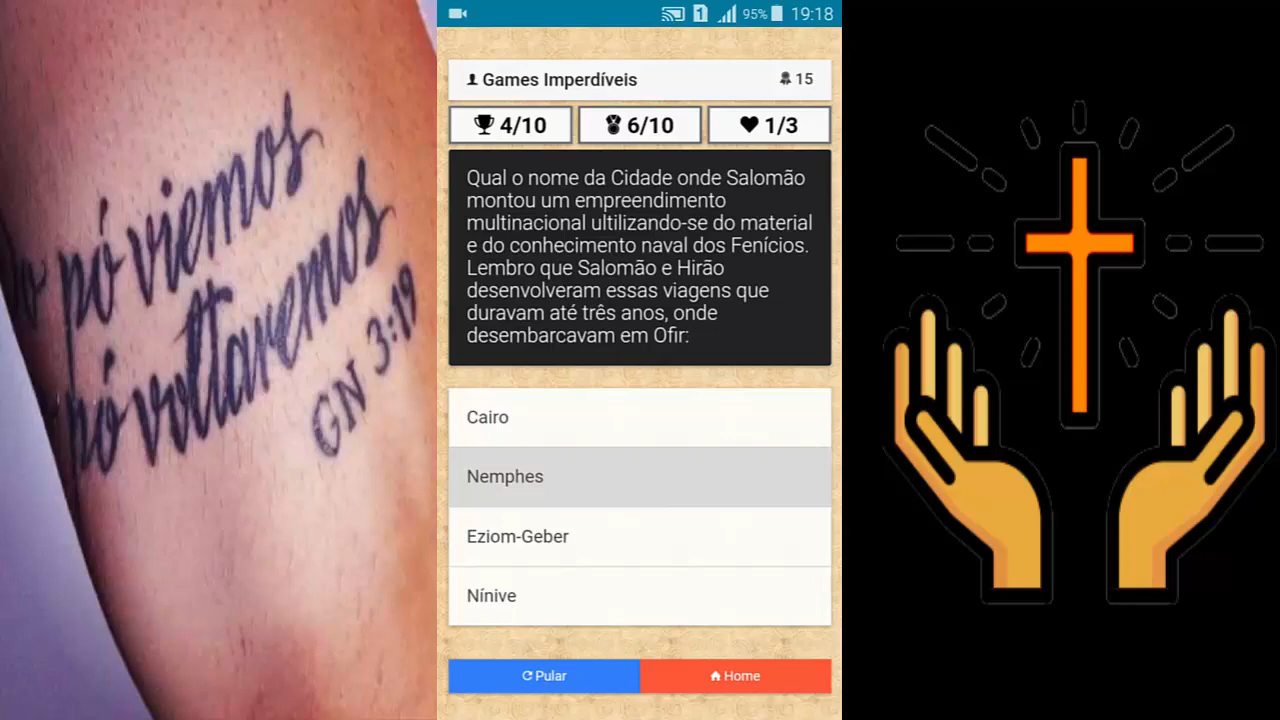 pó viemos
pó voltaremos
GN 3:19
95% 19:18
Games Imperdíveis 15
4/10 6/10 1/3
Qual o nome da Cidade onde Salomão
montou um empreendimento
multinacional ultilizando-se do material
e do conhecimento naval dos Fenícios.
Lembro que Salomão e Hirão
desenvolveram essas viagens que
duravam até três anos, onde
desembarcavam em Ofir:
Cairo
Nemphes
Eziom-Geber
Nínive
Pular Home